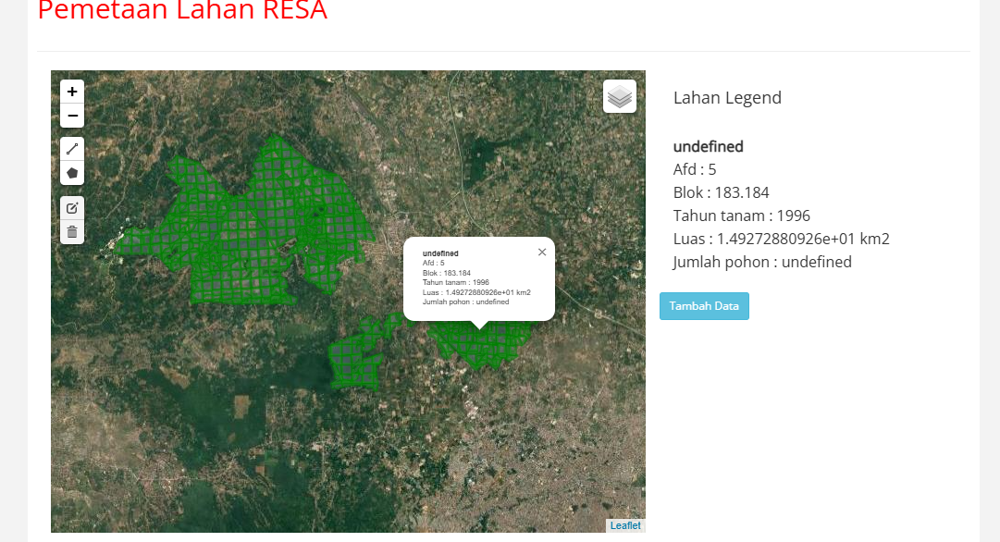 Pemetaan Lahan RESA
+
−
undefined
Afd : 5
Blok : 183.184
Tahun tanam : 1996
Luas : 1.49272880926e+01 km2
Jumlah pohon : undefined
Leaflet
Lahan Legend
undefined
Afd : 5
Blok : 183.184
Tahun tanam : 1996
Luas : 1.49272880926e+01 km2
Jumlah pohon : undefined
Tambah Data